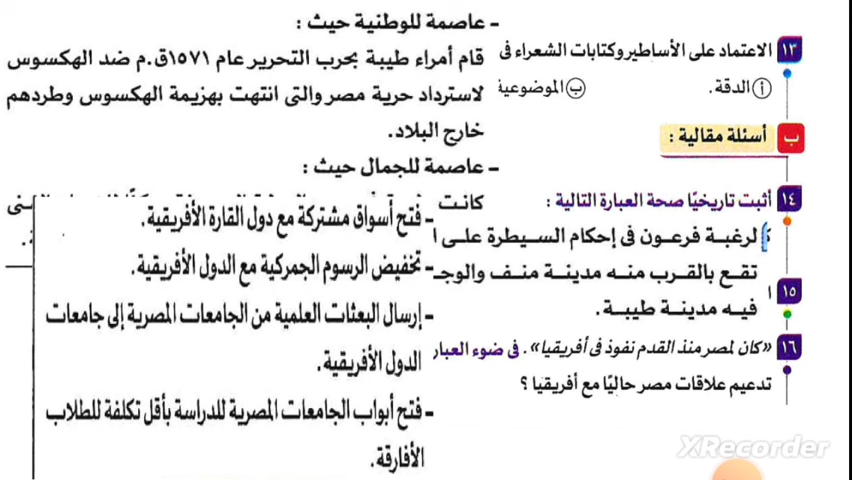 ١٣ الاعتماد على الأساطير وكتابات الشعراء فى
أ الدقة. ب الموضوعية
ب أسئلة مقالية :
١٤ أثبت تاريخيًا صحة العبارة التالية :
لرغبة فرعون فى إحكام السيطرة على ا
تقع بالقرب منه مدينة منف والوجـ
١٥
فيه مدينة طيبة.
١٦ «كان لمصر منذ القدم نفوذ فى أفريقيا». فى ضوء العبار
تدعيم علاقات مصر حاليًا مع أفريقيا ؟
- عاصمة للوطنية حيث :
قام أمراء طيبة بحرب التحرير عام ١٥٧١ق.م ضد الهكسوس
لاسترداد حرية مصر والتى انتهت بهزيمة الهكسوس وطردهم
خارج البلاد.
- عاصمة للجمال حيث :
كانت
- فتح أسواق مشتركة مع دول القارة الأفريقية.
- تخفيض الرسوم الجمركية مع الدول الأفريقية.
- إرسال البعثات العلمية من الجامعات المصرية إلى جامعات
الدول الأفريقية.
- فتح أبواب الجامعات المصرية للدراسة بأقل تكلفة للطلاب
الأفارقة.
XRecorder